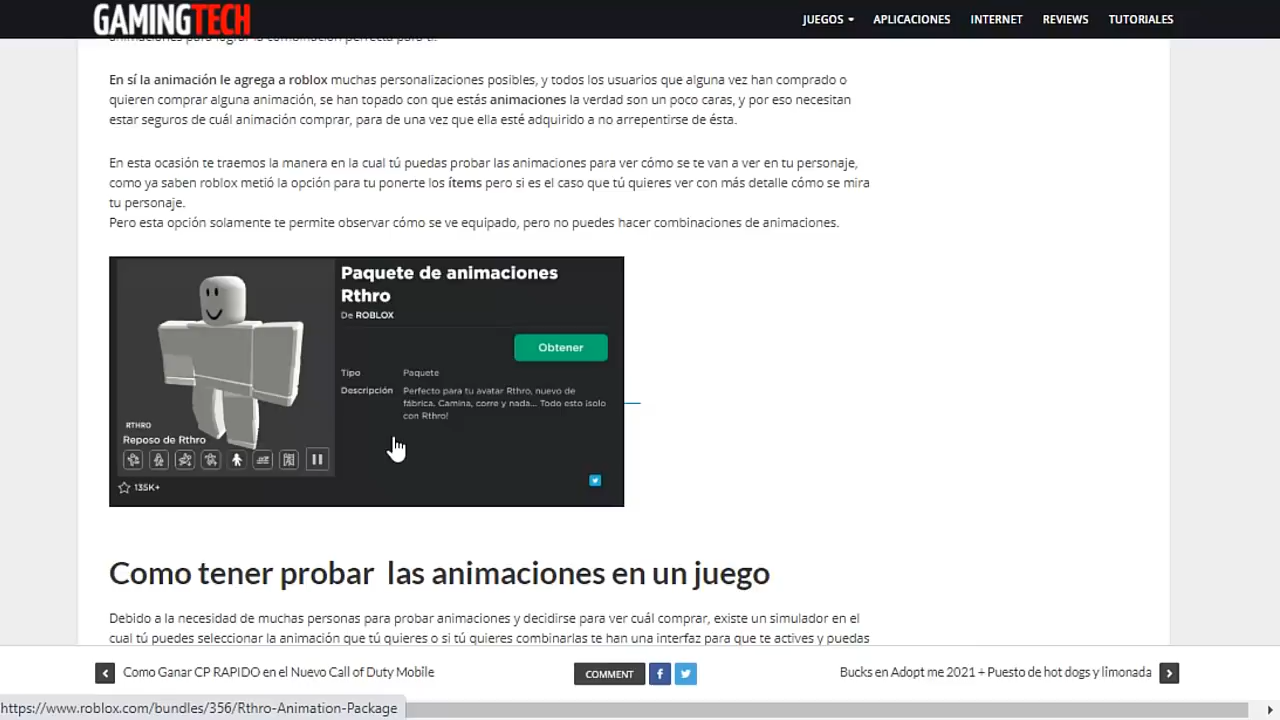 GAMINGTECH
JUEGOS APLICACIONES INTERNET REVIEWS TUTORIALES
animaciones para lograr la combinación perfecta para ti.
En sí la animación le agrega a roblox muchas personalizaciones posibles, y todos los usuarios que alguna vez han comprado o
quieren comprar alguna animación, se han topado con que estás animaciones la verdad son un poco caras, y por eso necesitan
estar seguros de cuál animación comprar, para de una vez que ella esté adquirido a no arrepentirse de ésta.
En esta ocasión te traemos la manera en la cual tú puedas probar las animaciones para ver cómo se te van a ver en tu personaje,
como ya saben roblox metió la opción para tu ponerte los ítems pero si es el caso que tú quieres ver con más detalle cómo se mira
tu personaje.
Pero esta opción solamente te permite observar cómo se ve equipado, pero no puedes hacer combinaciones de animaciones.
Paquete de animaciones
Rthro
De ROBLOX
Obtener
Tipo Paquete
Descripción Perfecto para tu avatar Rthro, nuevo de
fábrica. Camina, corre y nada... Todo esto ¡solo
con Rthro!
RTHRO
Reposo de Rthro
135K+
Como tener probar las animaciones en un juego
Debido a la necesidad de muchas personas para probar animaciones y decidirse para ver cuál comprar, existe un simulador en el
cual tú puedes seleccionar la animación que tú quieres o si tú quieres combinarlas te han una interfaz para que te actives y puedas
Como Ganar CP RAPIDO en el Nuevo Call of Duty Mobile
COMMENT
Bucks en Adopt me 2021 + Puesto de hot dogs y limonada
https://www.roblox.com/bundles/356/Rthro-Animation-Package